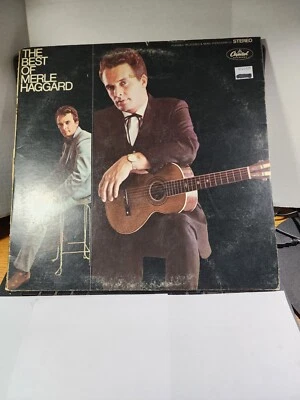 THE
BEST
OF
MERLE
HAGGARD
STEREO
Capitol